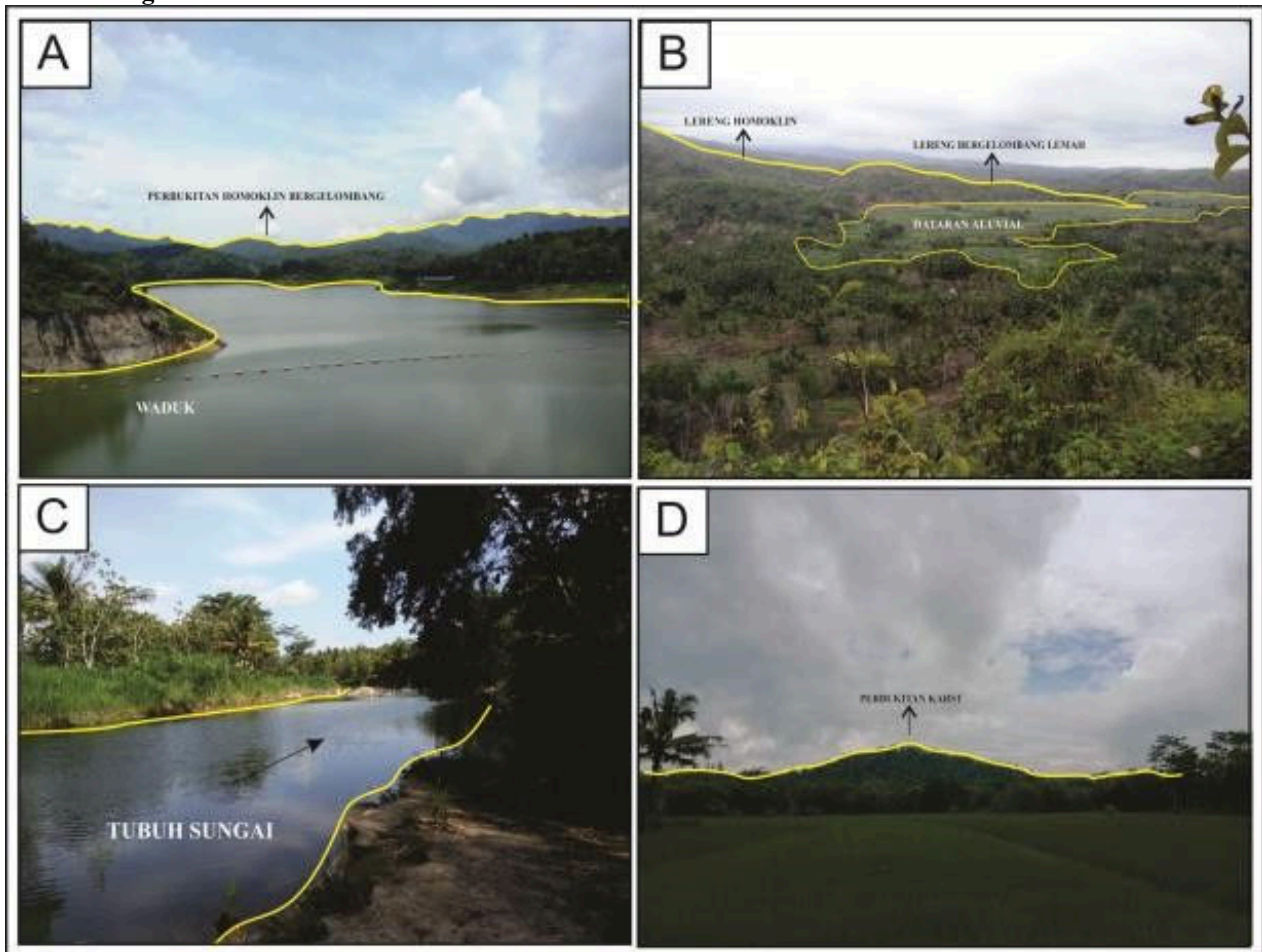 A
PERBUKITAN HOMOKLIN BERGELOMBANG
WADUK
B
LERENG HOMOKLIN
LERENG BERGELOMBANG LEMAH
DATARAN ALUVIAL
C
TUBUH SUNGAI
D
PERBUKITAN KARST